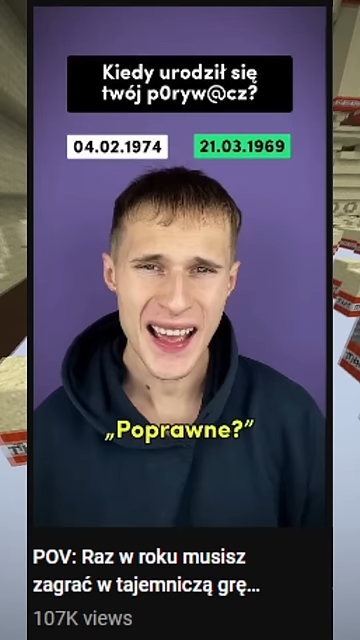 Kiedy urodził się
twój p0ryw@cz?
04.02.1974
21.03.1969
„Poprawne?”
POV: Raz w roku musisz
zagrać w tajemniczą grę...
107K views